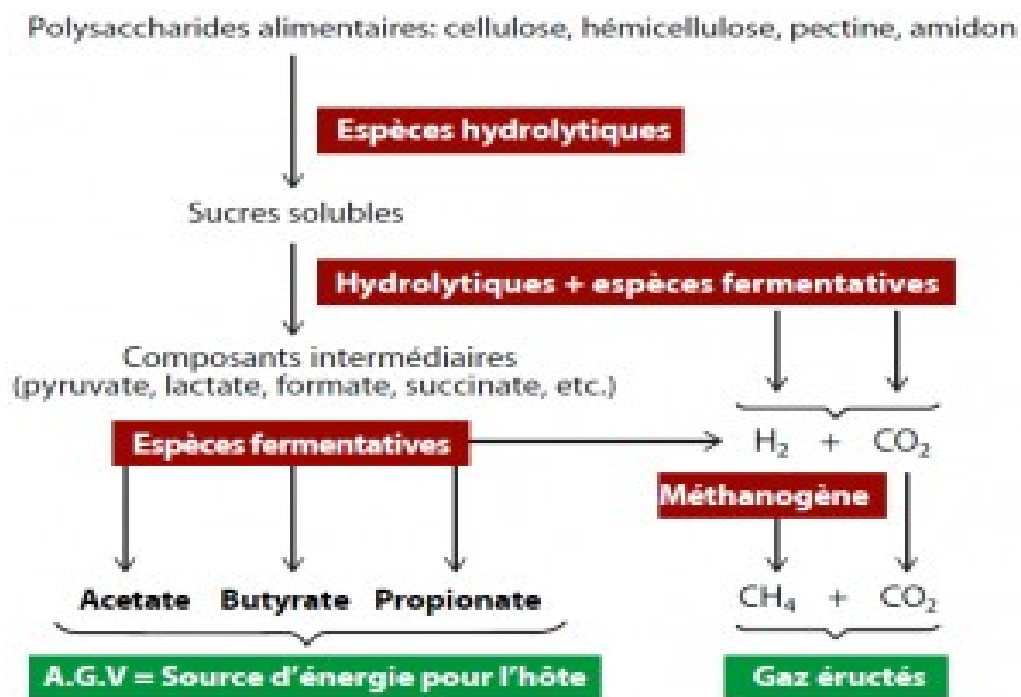 Polysaccharides alimentaires: cellulose, hémicellulose, pectine, amidon
Espèces hydrolytiques
Sucres solubles
Hydrolytiques + espèces fermentatives
Composants intermédiaires
(pyruvate, lactate, formate, succinate, etc.)
Espèces fermentatives
H₂ + CO₂
Méthanogène
Acetate Butyrate Propionate
CH₄ + CO₂
A.G.V = Source d'énergie pour l'hôte
Gaz éructés